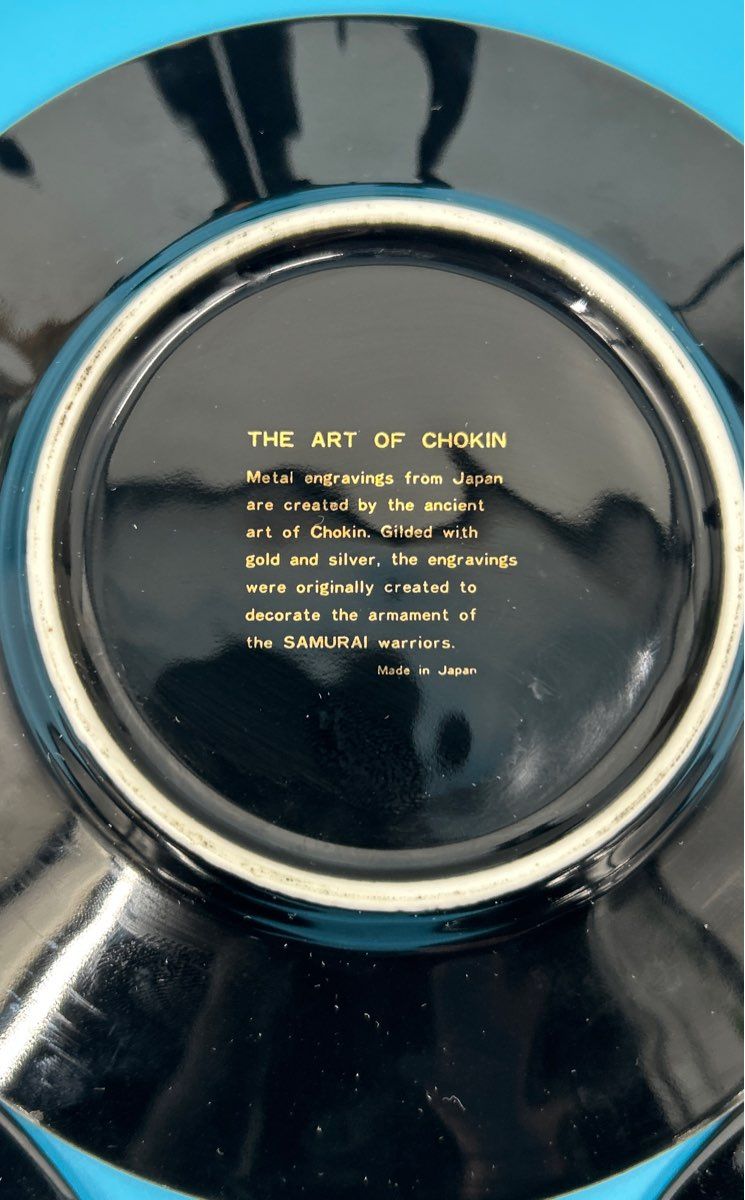 THE ART OF CHOKIN
Metal engravings from Japan
are created by the ancient
art of Chokin. Gilded with
gold and silver, the engravings
were originally created to
decorate the armament of
the SAMURAI warriors.
Made in Japan